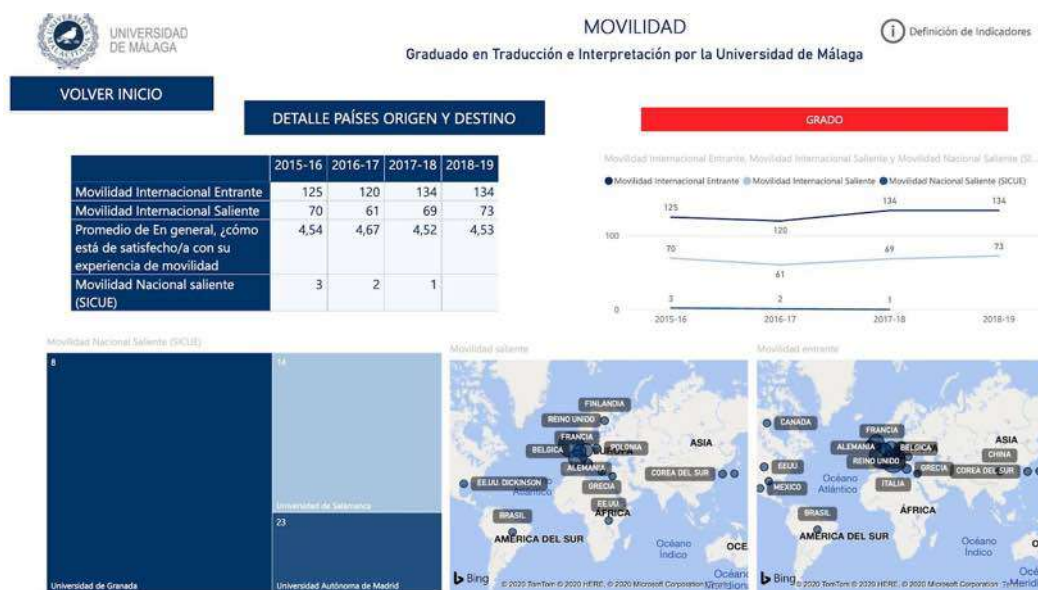 UNIVERSIDAD
DE MÁLAGA
MOVILIDAD
Graduado en Traducción e Interpretación por la Universidad de Málaga
Definición de Indicadores
VOLVER INICIO
DETALLE PAÍSES ORIGEN Y DESTINO
GRADO
2015-16 2016-17 2017-18 2018-19
Movilidad Internacional Entrante 125 120 134 134
Movilidad Internacional Saliente 70 61 69 73
Promedio de En general, ¿cómo 4,54 4,67 4,52 4,53
está de satisfecho/a con su
experiencia de movilidad
Movilidad Nacional saliente 3 2 1
(SICUE)
Movilidad Internacional Entrante, Movilidad Internacional Saliente y Movilidad Nacional Saliente (SI...
Movilidad Internacional Entrante Movilidad Internacional Saliente Movilidad Nacional Saliente (SICUE)
125 120 134 134
100
70 61 69 73
0
3 2 1
2015-16 2016-17 2017-18 2018-19
Movilidad Nacional Saliente (SICUE)
8
Universidad de Granada
14
Universidad de Salamanca
23
Universidad Autónoma de Madrid
Movilidad saliente
FINLANDIA
REINO UNIDO
FRANCIA
BELGICA
POLONIA
ASIA
ALEMANIA
COREA DEL SUR
EE.UU. DICKINSON
GRECIA
Atlántico
EE.UU.
ÁFRICA
BRASIL
AMÉRICA DEL SUR
Océano
Índico
OCE
Bing
© 2020 TomTom © 2020 HERE, © 2020 Microsoft Corporation
Movilidad entrante
CANADA
FRANCIA
ALEMANIA
BELGICA
ASIA
CHINA
REINO UNIDO
EE.UU.
GRECIA
COREA DEL SUR
MEXICO
Océano
Atlántico
ITALIA
BRASIL
ÁFRICA
AMÉRICA DEL SUR
Océano
Índico
Bing
© 2020 TomTom © 2020 HERE, © 2020 Microsoft Corporation